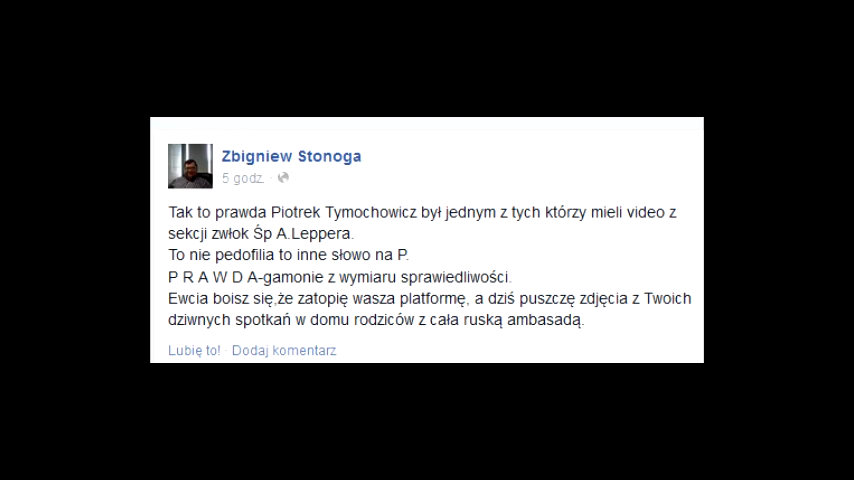 Zbigniew Stonoga
5 godz. ·
Tak to prawda Piotrek Tymochowicz był jednym z tych którzy mieli video z
sekcji zwłok Śp A.Leppera.
To nie pedofilia to inne słowo na P.
P R A W D A-gamonie z wymiaru sprawiedliwości.
Ewcia boisz się,że zatopię wasza platformę, a dziś puszczę zdjęcia z Twoich
dziwnych spotkań w domu rodziców z cała ruską ambasadą.
Lubię to! · Dodaj komentarz